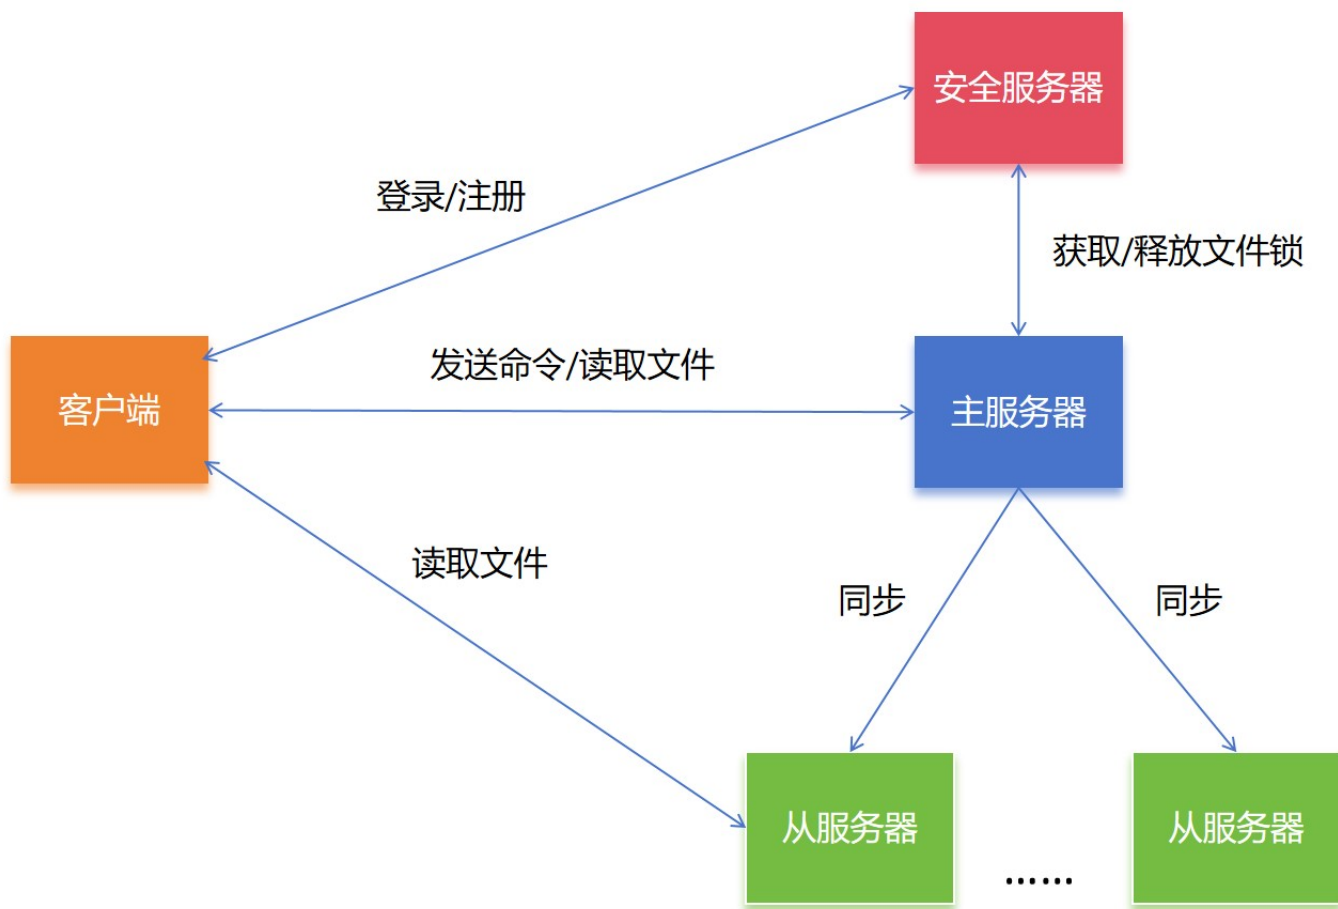 安全服务器
登录/注册
获取/释放文件锁
发送命令/读取文件
客户端
主服务器
读取文件
同步
同步
从服务器
从服务器
……